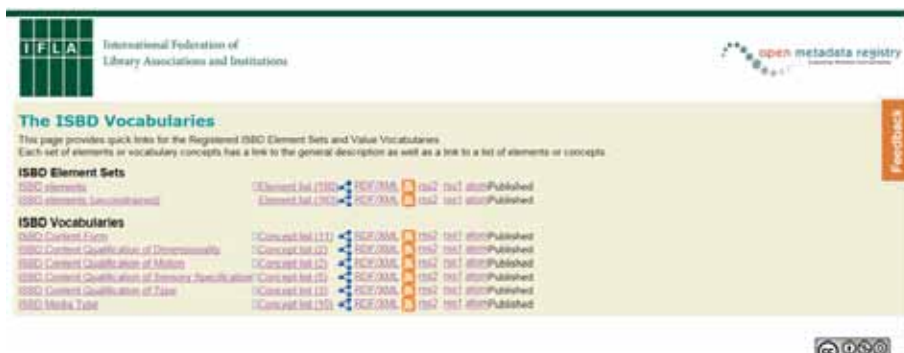 IFLA
International Federation of
Library Associations and Institutions
open metadata registry
Feedback
The ISBD Vocabularies
This page provides quick links for the Registered ISBD Element Sets and Value Vocabularies
Each set of elements or vocabulary concepts has a link to the general description as well as a link to a list of elements or concepts.
ISBD Element Sets
ISBD elements Element list RDF/XML rss2 rss1 atom Published
ISBD elements (unconstrained) Element list RDF/XML rss2 rss1 atom Published
ISBD Vocabularies
ISBD Content Form Concept list (11) RDF/XML rss2 rss1 atom Published
ISBD Content Qualification of Dimensionality Concept list (2) RDF/XML rss2 rss1 atom Published
ISBD Content Qualification of Motion Concept list (2) RDF/XML rss2 rss1 atom Published
ISBD Content Qualification of Sensory Specification Concept list (5) RDF/XML rss2 rss1 atom Published
ISBD Content Qualification of Type Concept list (3) RDF/XML rss2 rss1 atom Published
ISBD Media Type Concept list (10) RDF/XML rss2 rss1 atom Published